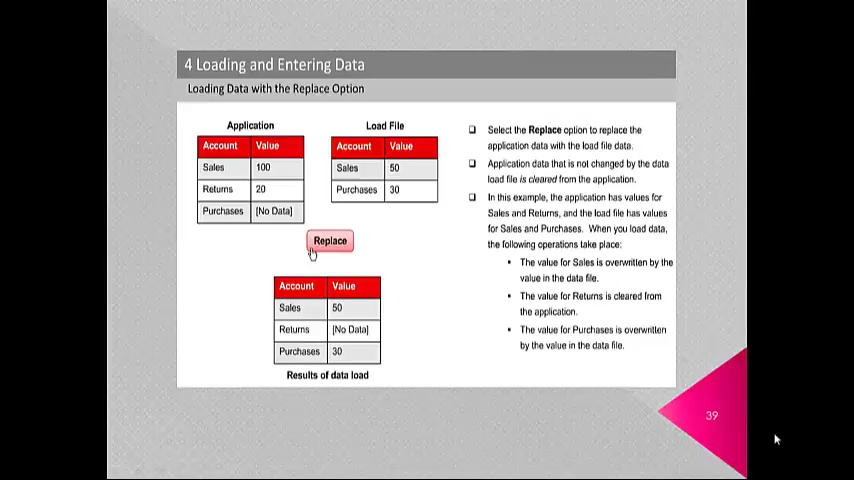 4 Loading and Entering Data
Loading Data with the Replace Option
Application
Account Value
Sales 100
Returns 20
Purchases [No Data]
Load File
Account Value
Sales 50
Purchases 30
Replace
Account Value
Sales 50
Returns [No Data]
Purchases 30
Results of data load
Select the Replace option to replace the
application data with the load file data.
Application data that is not changed by the data
load file is cleared from the application.
In this example, the application has values for
Sales and Returns, and the load file has values
for Sales and Purchases. When you load data,
the following operations take place:
The value for Sales is overwritten by the
value in the data file.
The value for Returns is cleared from
the application.
The value for Purchases is overwritten
by the value in the data file.
39